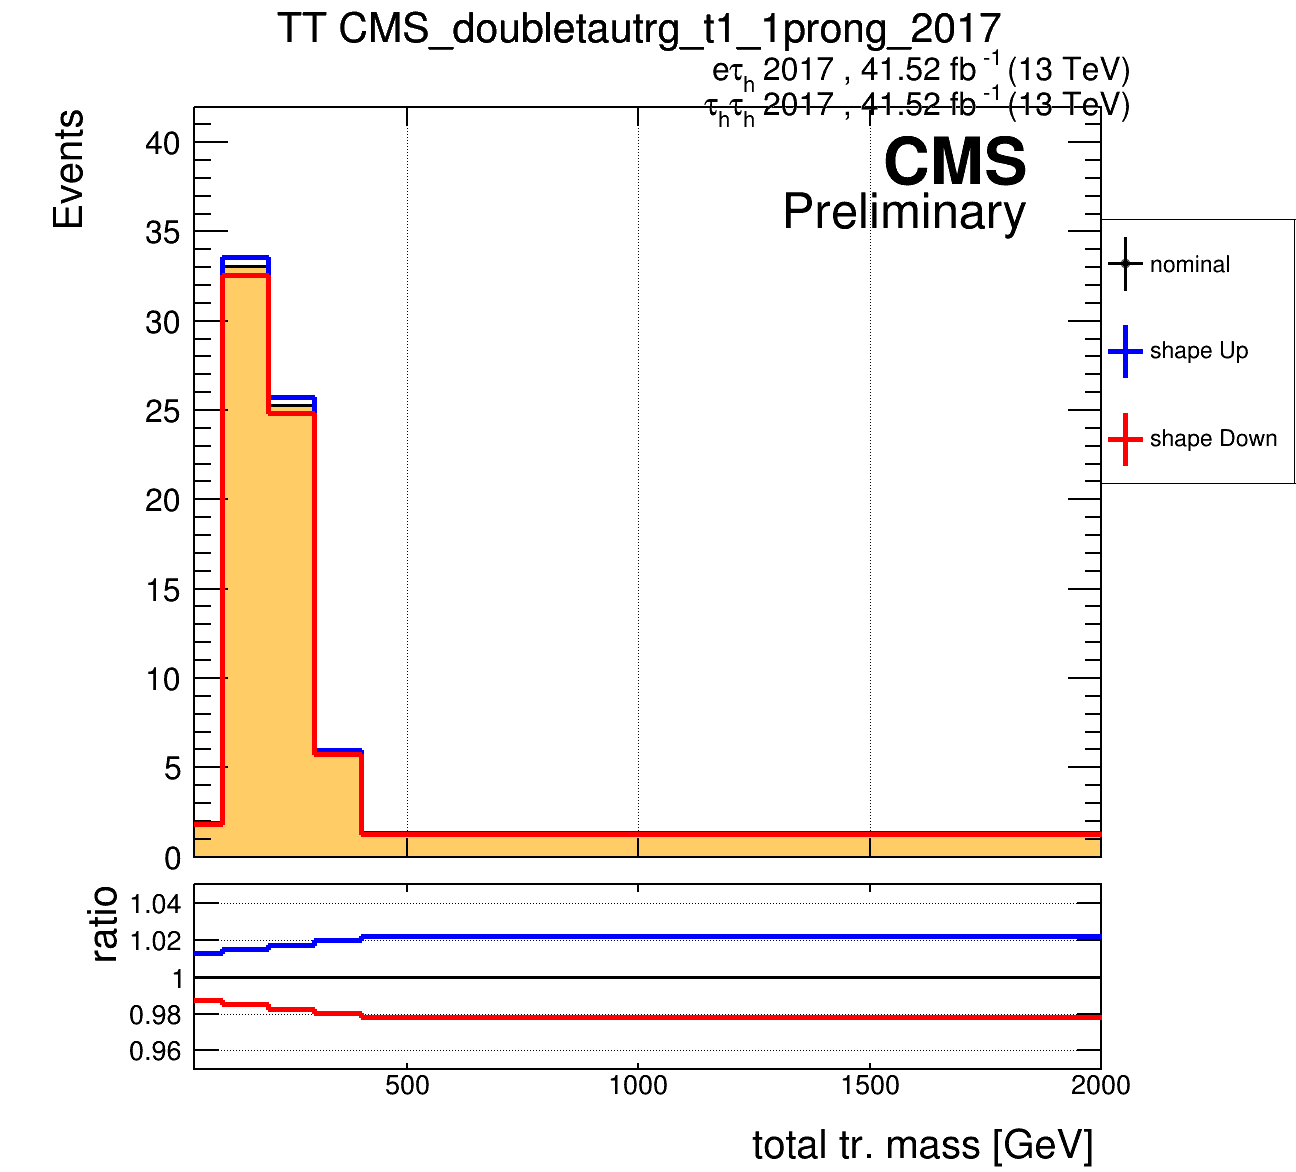 TT CMS_doubletautrg_t1_1prong_2017
eτh 2017 , 41.52 fb-1 (13 TeV)
τhτh 2017 , 41.52 fb-1 (13 TeV)
CMS
Preliminary
Events
40
35
30
25
20
15
10
5
0
nominal
shape Up
shape Down
ratio
1.04
1.02
1
0.98
0.96
500 1000 1500 2000
total tr. mass [GeV]